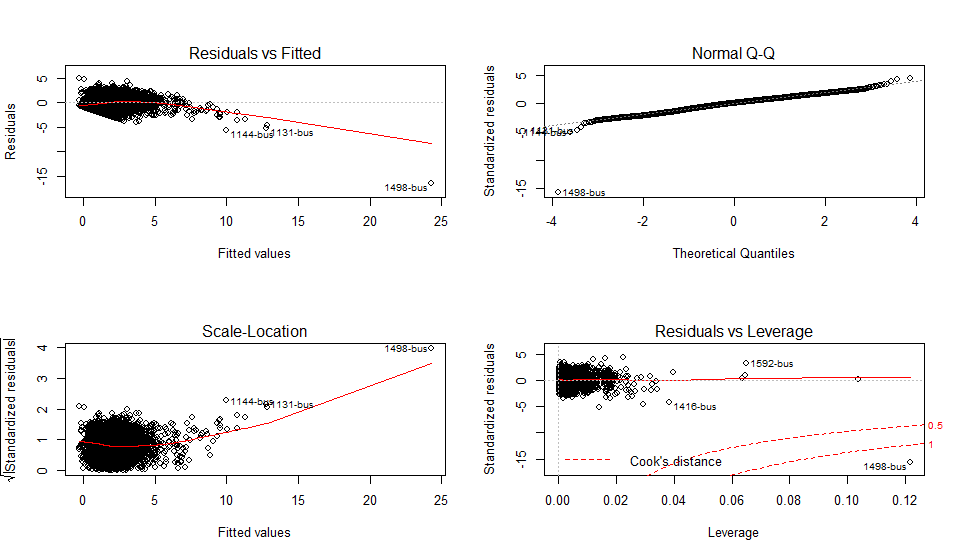 Residuals vs Fitted
Residuals
5
0
-5
-15
1144-bus
1131-bus
1498-bus
0 5 10 15 20 25
Fitted values
Normal Q-Q
Standardized residuals
5
0
-5
-15
1144-bus
1498-bus
-4 -2 0 2 4
Theoretical Quantiles
Scale-Location
√|Standardized residuals|
4
3
2
1
0
1498-bus
1144-bus
1131-bus
0 5 10 15 20 25
Fitted values
Residuals vs Leverage
Standardized residuals
5
0
-5
-15
1592-bus
1416-bus
0.5
1
Cook's distance
1498-bus
0.00 0.02 0.04 0.06 0.08 0.10 0.12
Leverage